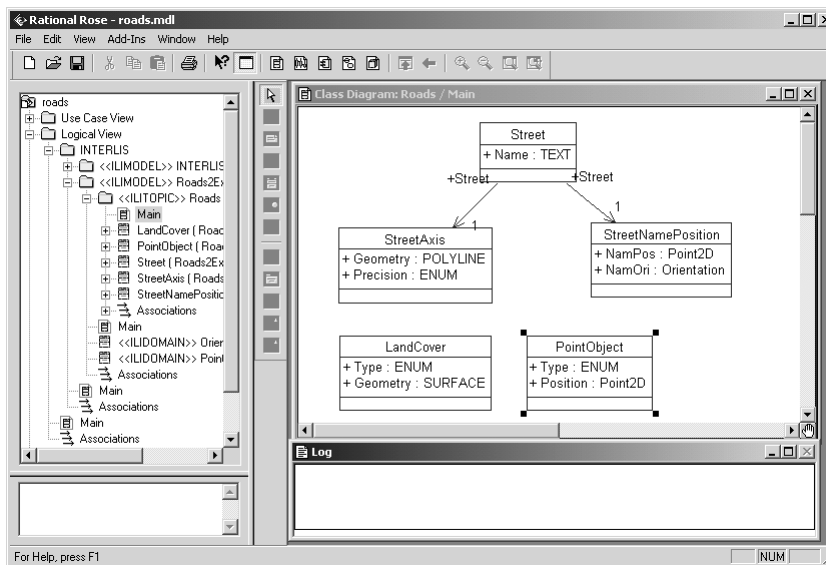 Rational Rose - roads.mdl
File Edit View Add-Ins Window Help
roads
Use Case View
Logical View
INTERLIS
<<ILIMODEL>> INTERLIS
<<ILIMODEL>> Roads2Ex
<<ILITOPIC>> Roads
Main
LandCover ( Roac
PointObject ( Roa
Street ( Roads2Ex
StreetAxis ( Roads
StreetNamePositic
Associations
Main
<<ILIDOMAIN>> Orien
<<ILIDOMAIN>> Point
Associations
Main
Associations
Main
Associations
Class Diagram: Roads / Main
Street
+ Name : TEXT
+Street
+Street
1
1
StreetAxis
+ Geometry : POLYLINE
+ Precision : ENUM
StreetNamePosition
+ NamPos : Point2D
+ NamOri : Orientation
LandCover
+ Type : ENUM
+ Geometry : SURFACE
PointObject
+ Type : ENUM
+ Position : Point2D
Log
For Help, press F1
NUM